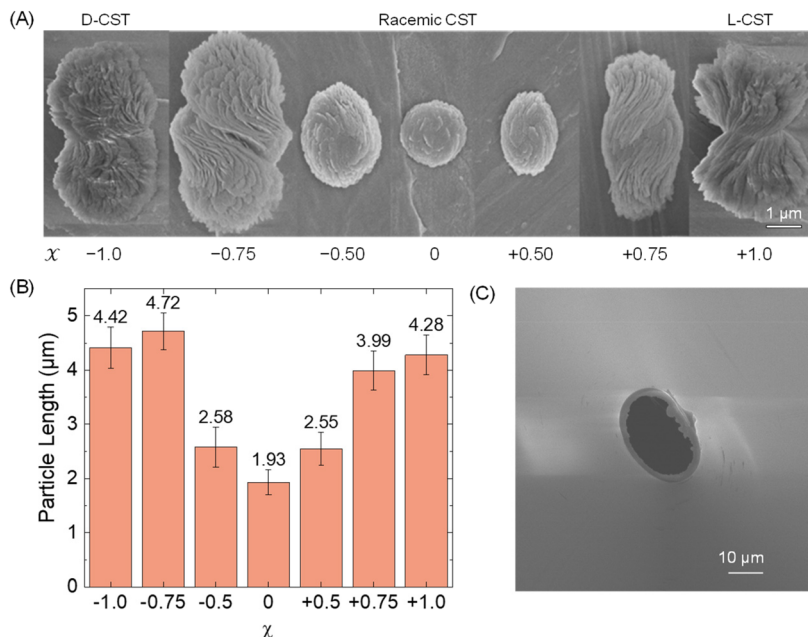 (A)
D-CST Racemic CST L-CST
1 μm
x −1.0 −0.75 −0.50 0 +0.50 +0.75 +1.0
(B)
4.42 4.72 2.58 1.93 2.55 3.99 4.28
Particle Length (μm)
5
4
3
2
1
0
-1.0 -0.75 -0.5 0 +0.5 +0.75 +1.0
χ
(C)
10 μm